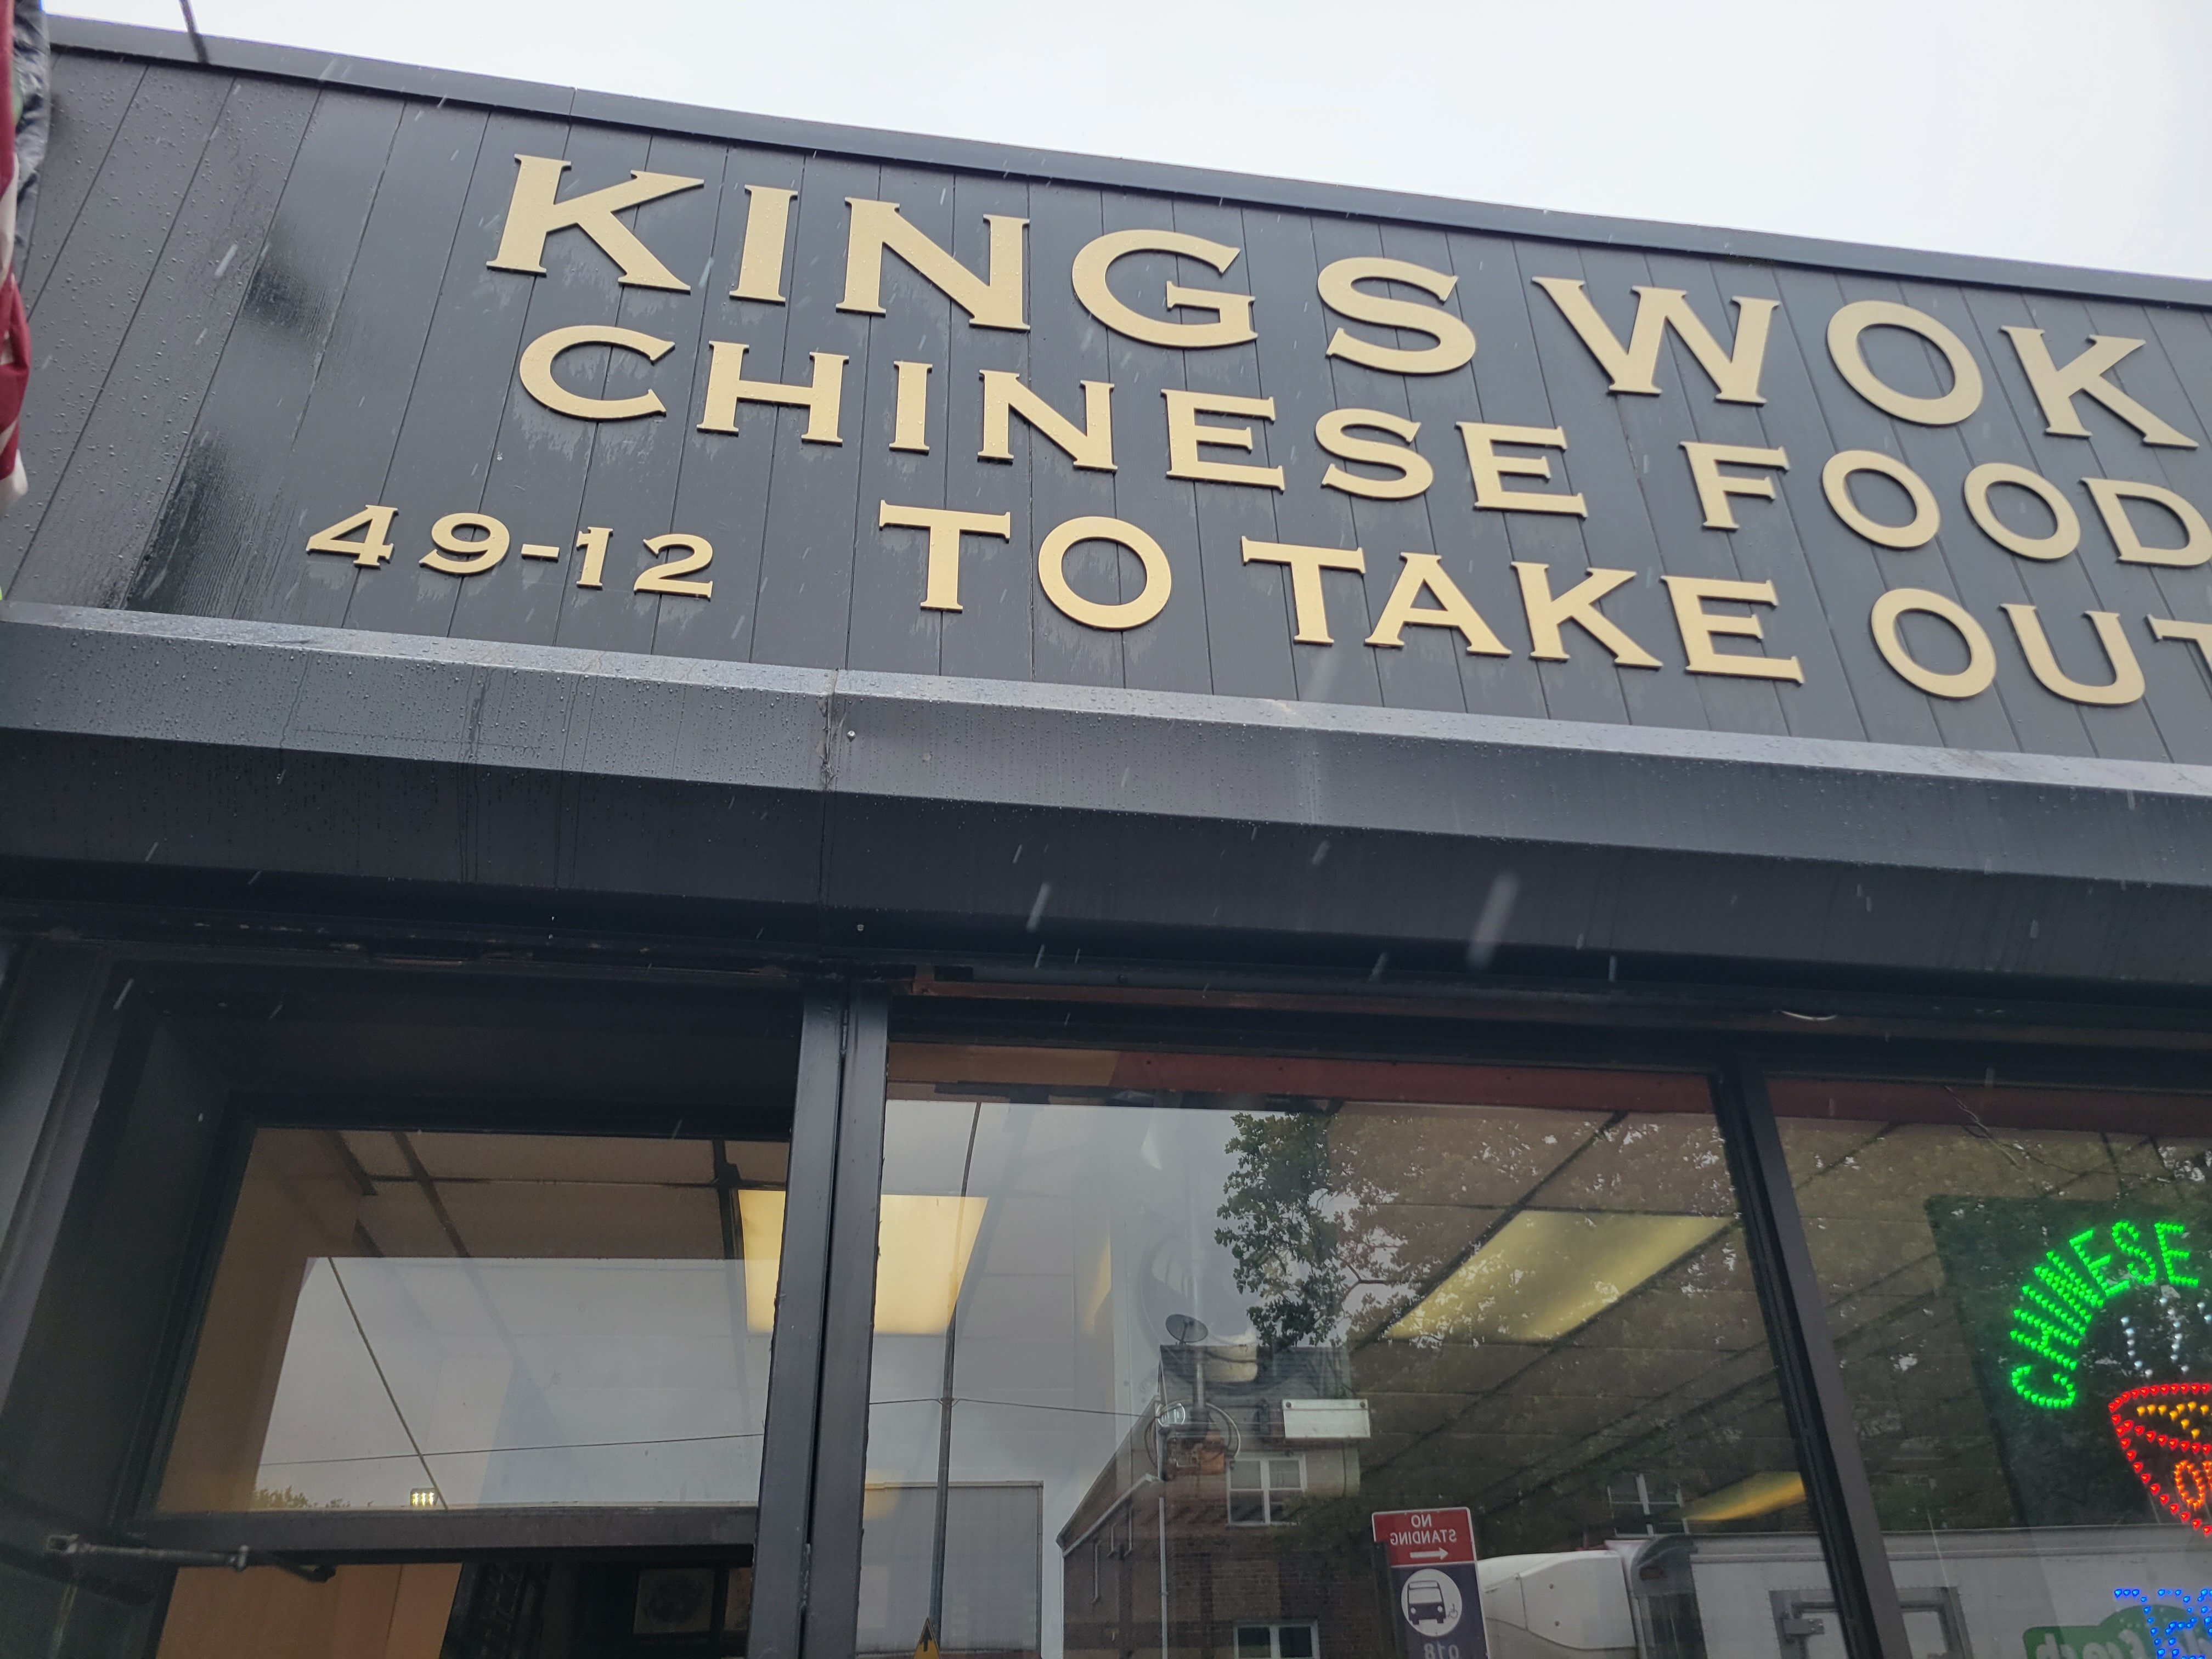 KINGS WOK
CHINESE FOOD
49-12 TO TAKE OUT
CHINESE
NO
STANDING
Q18